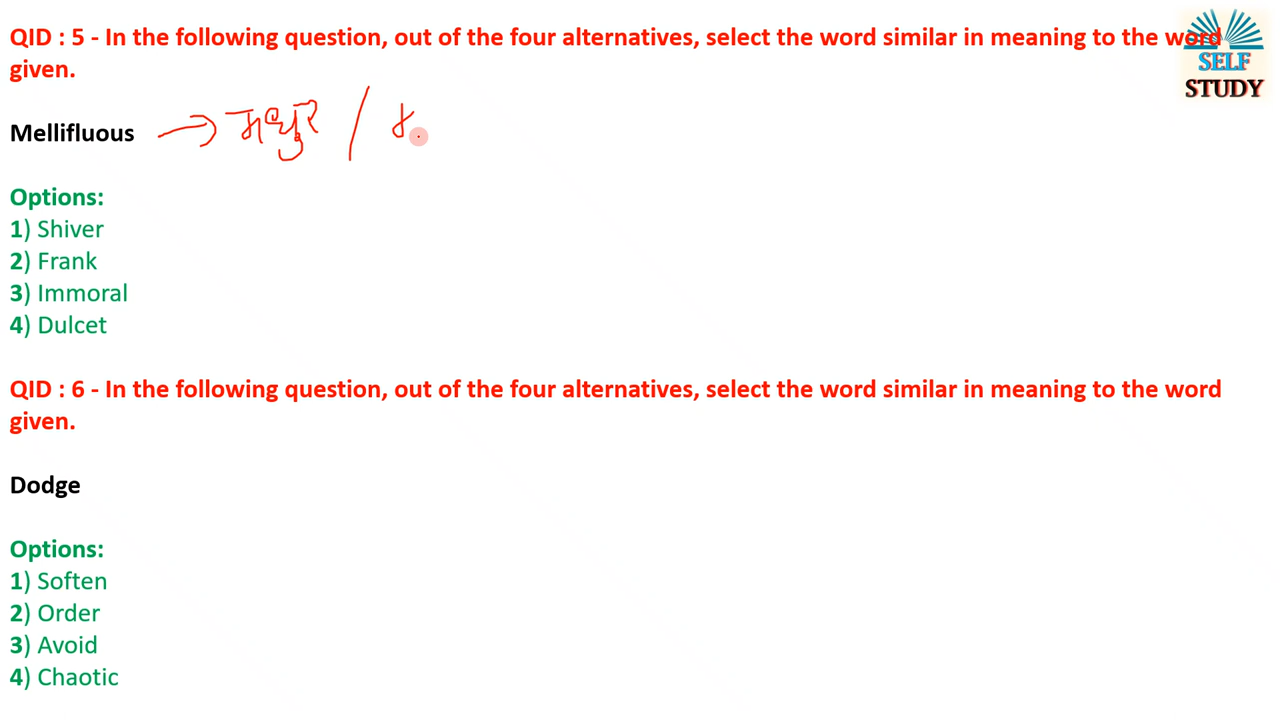 QID : 5 - In the following question, out of the four alternatives, select the word similar in meaning to the word
given.
SELF
STUDY
Mellifluous → मधुर /
Options:
1) Shiver
2) Frank
3) Immoral
4) Dulcet
QID : 6 - In the following question, out of the four alternatives, select the word similar in meaning to the word
given.
Dodge
Options:
1) Soften
2) Order
3) Avoid
4) Chaotic